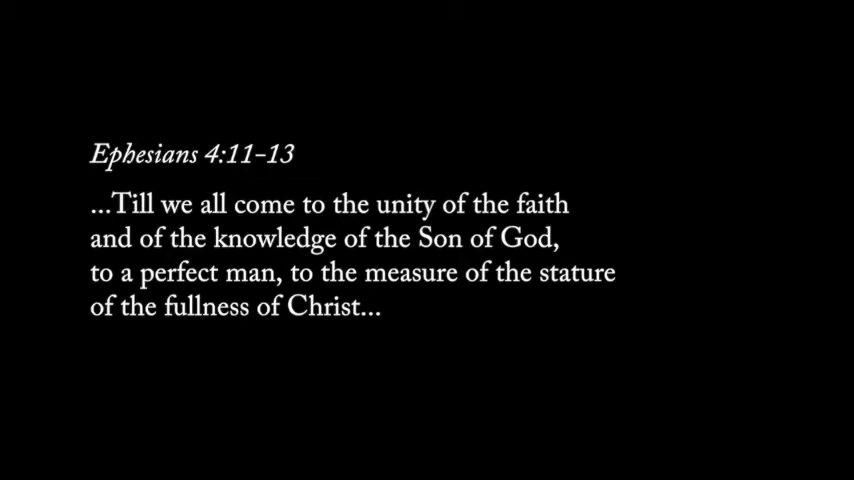 Ephesians 4:11-13
...Till we all come to the unity of the faith
and of the knowledge of the Son of God,
to a perfect man, to the measure of the stature
of the fullness of Christ...